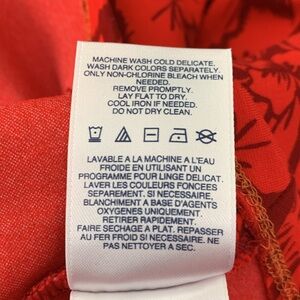 MACHINE WASH COLD DELICATE.
WASH DARK COLORS SEPARATELY.
ONLY NON-CHLORINE BLEACH WHEN
NEEDED.
REMOVE PROMPTLY.
LAY FLAT TO DRY.
COOL IRON IF NEEDED.
DO NOT DRY CLEAN.
LAVABLE A LA MACHINE A L'EAU
FROIDE EN UTILISANT UN
PROGRAMME POUR LINGE DELICAT.
LAVER LES COULEURS FONCEES
SEPAREMENT. SI NECESSAIRE.
BLANCHIMENT A BASE D'AGENTS
OXYGENES UNIQUEMENT.
RETIRER RAPIDEMENT.
FAIRE SECHAGE A PLAT. REPASSER
AU FER FROID SI NECESSAIRE. NE
PAS NETTOYER A SEC.